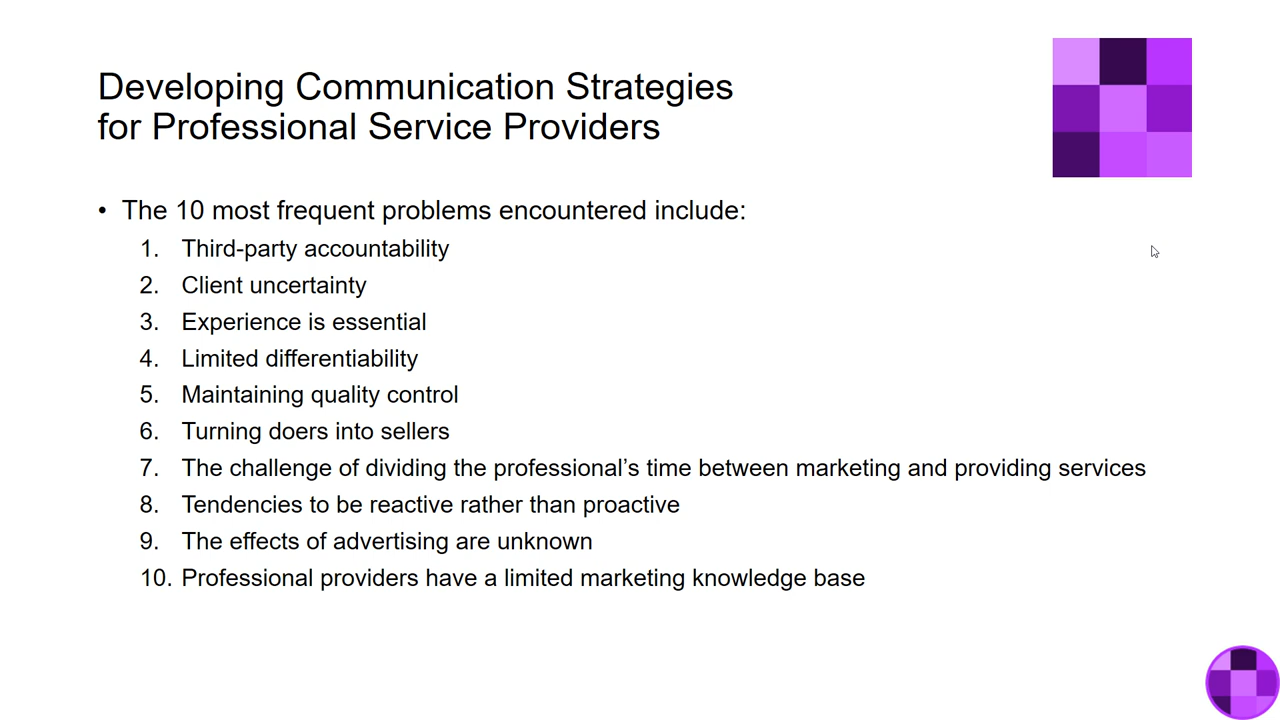 Developing Communication Strategies
for Professional Service Providers
• The 10 most frequent problems encountered include:
1. Third-party accountability
2. Client uncertainty
3. Experience is essential
4. Limited differentiability
5. Maintaining quality control
6. Turning doers into sellers
7. The challenge of dividing the professional’s time between marketing and providing services
8. Tendencies to be reactive rather than proactive
9. The effects of advertising are unknown
10. Professional providers have a limited marketing knowledge base